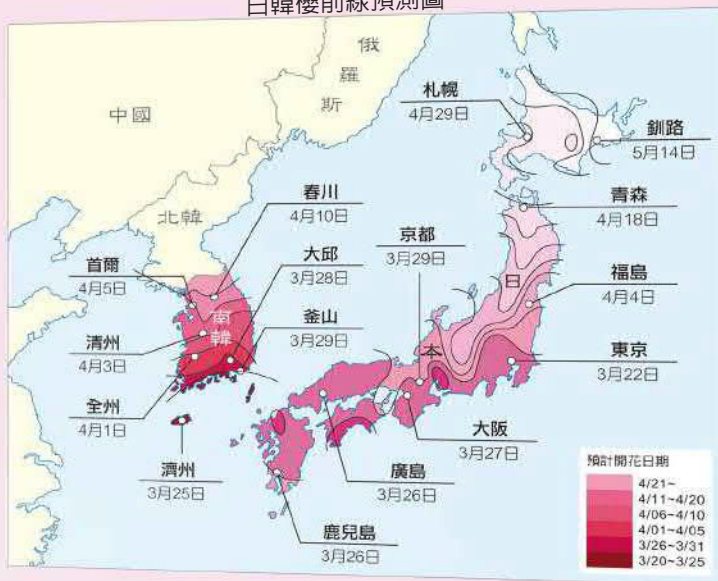 日韓櫻前線預測圖
俄
羅
斯
中國
北韓
札幌
4月29日
釧路
5月14日
青森
4月18日
春川
4月10日
京都
3月29日
大邱
3月28日
首爾
4月5日
福島
4月4日
日
本
南
韓
釜山
3月29日
清州
4月3日
東京
3月22日
全州
4月1日
大阪
3月27日
濟州
3月25日
廣島
3月26日
鹿兒島
3月26日
預計開花日期
4/21~
4/11~4/20
4/06~4/10
4/01~4/05
3/26~3/31
3/20~3/25